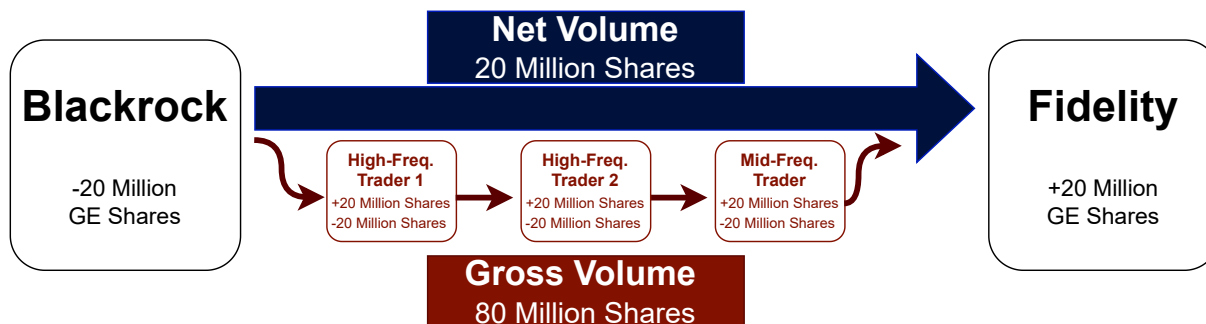 Net Volume
20 Million Shares
Blackrock
-20 Million
GE Shares
High-Freq.
Trader 1
+20 Million Shares
-20 Million Shares
High-Freq.
Trader 2
+20 Million Shares
-20 Million Shares
Mid-Freq.
Trader
+20 Million Shares
-20 Million Shares
Fidelity
+20 Million
GE Shares
Gross Volume
80 Million Shares